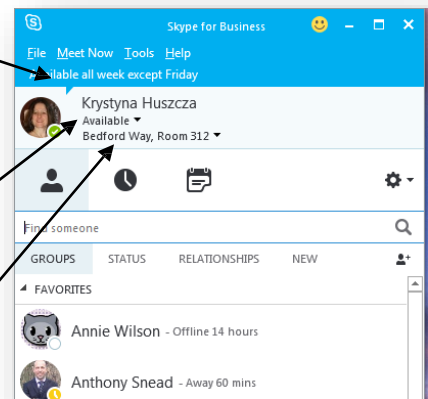 Skype for Business
File Meet Now Tools Help
Available all week except Friday
Krystyna Huszcza
Available
Bedford Way, Room 312
Find someone
GROUPS STATUS RELATIONSHIPS NEW
FAVORITES
Annie Wilson - Offline 14 hours
Anthony Snead - Away 60 mins